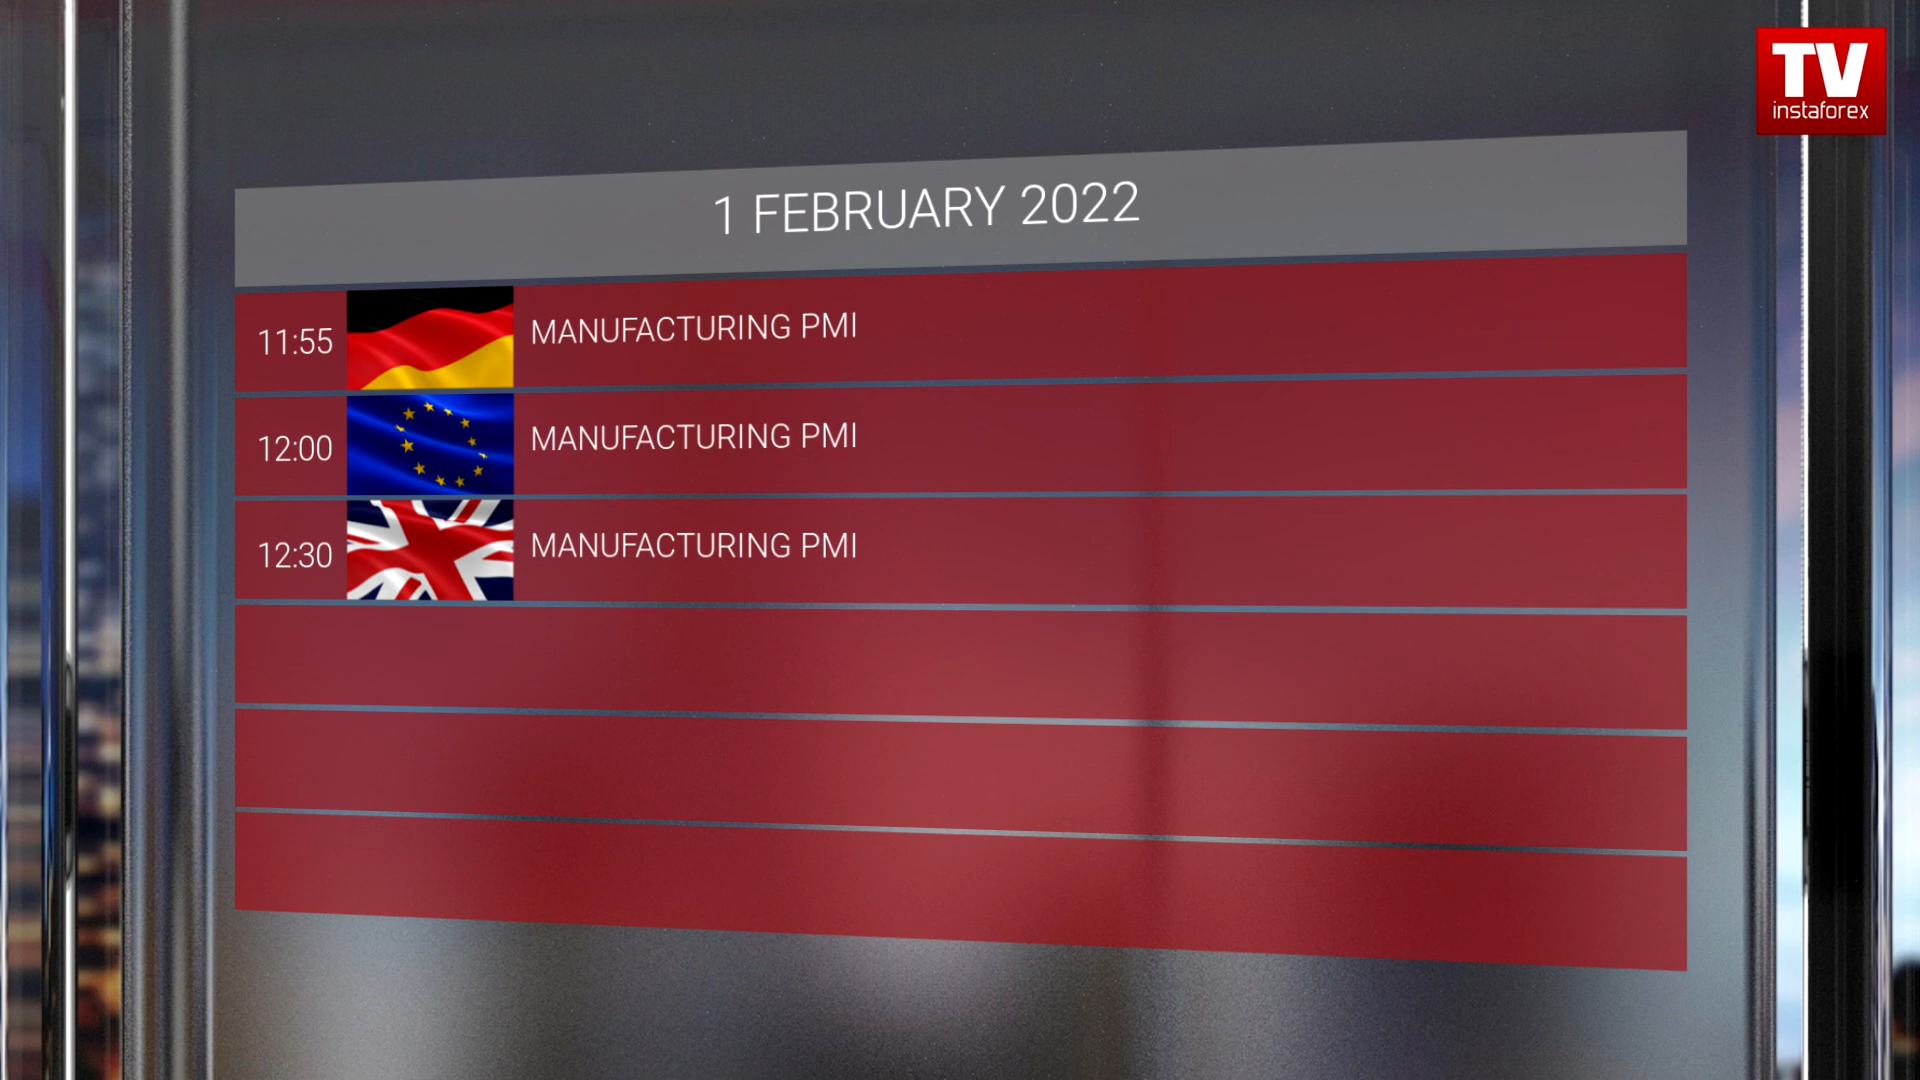 TV
instaforex
1 FEBRUARY 2022
11:55 MANUFACTURING PMI
12:00 MANUFACTURING PMI
12:30 MANUFACTURING PMI